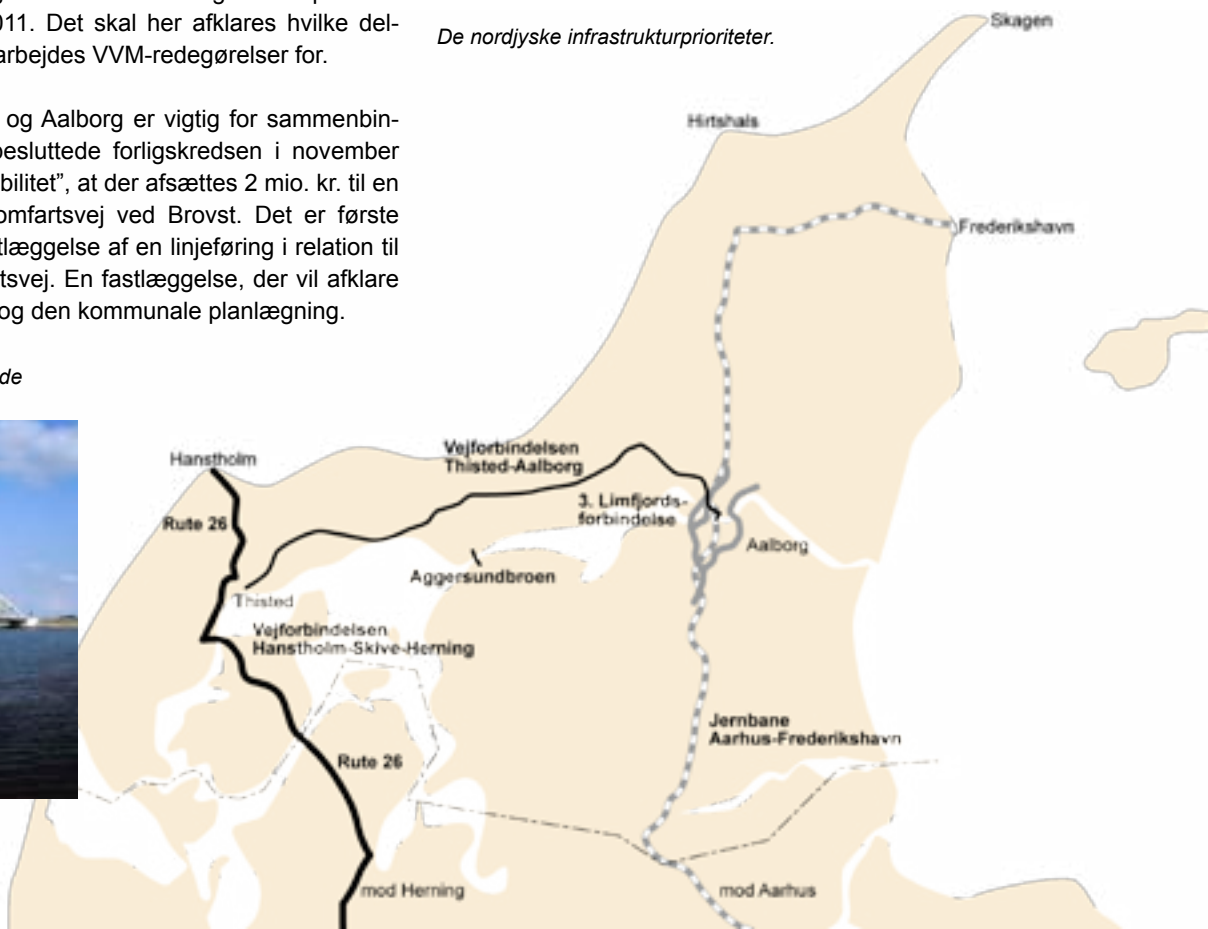 011. Det skal her afklares hvilke del-
arbejdes VVM-redegørelser for.
og Aalborg er vigtig for sammenbin-
besluttede forligskredsen i november
bilitet”, at der afsættes 2 mio. kr. til en
omfartsvej ved Brovst. Det er første
tlæggelse af en linjeføring i relation til
tsvej. En fastlæggelse, der vil afklare
og den kommunale planlægning.
de
De nordjyske infrastrukturprioriteter.
Skagen
Hirtshals
Frederikshavn
Hanstholm
Vejforbindelsen
Thisted-Aalborg
Rute 26
3. Limfjords-
forbindelse
Aalborg
Aggersundbroen
Thisted
Vejforbindelsen
Hanstholm-Skive-Herning
Jernbane
Aarhus-Frederikshavn
Rute 26
mod Herning
mod Aarhus